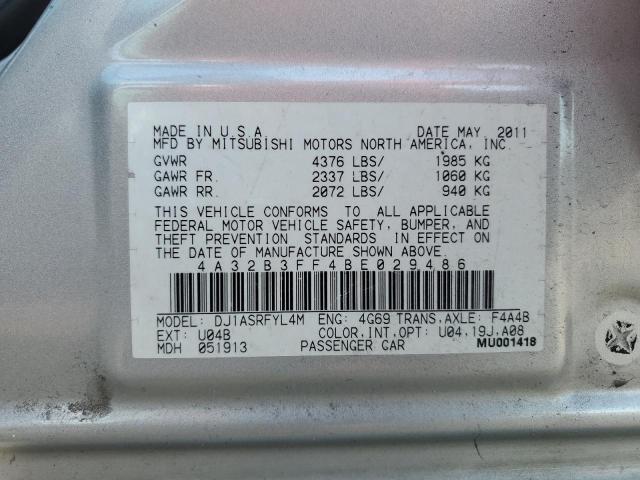 MADE IN U.S.A DATE MAY, 2011
MFD BY MITSUBISHI MOTORS NORTH AMERICA, INC.
GVWR 4376 LBS/ 1985 KG
GAWR FR. 2337 LBS/ 1060 KG
GAWR RR. 2072 LBS/ 940 KG
THIS VEHICLE CONFORMS TO ALL APPLICABLE
FEDERAL MOTOR VEHICLE SAFETY, BUMPER, AND
THEFT PREVENTION STANDARDS IN EFFECT ON
THE DATE OF MANUFACTURE SHOWN ABOVE.
4A32B3FF4BE029486
MODEL: DJ1ASRFYL4M ENG: 4G69 TRANS.AXLE: F4A4B
EXT: U04B COLOR,INT,OPT: U04,19J,A08
MDH 051913 PASSENGER CAR MU001418